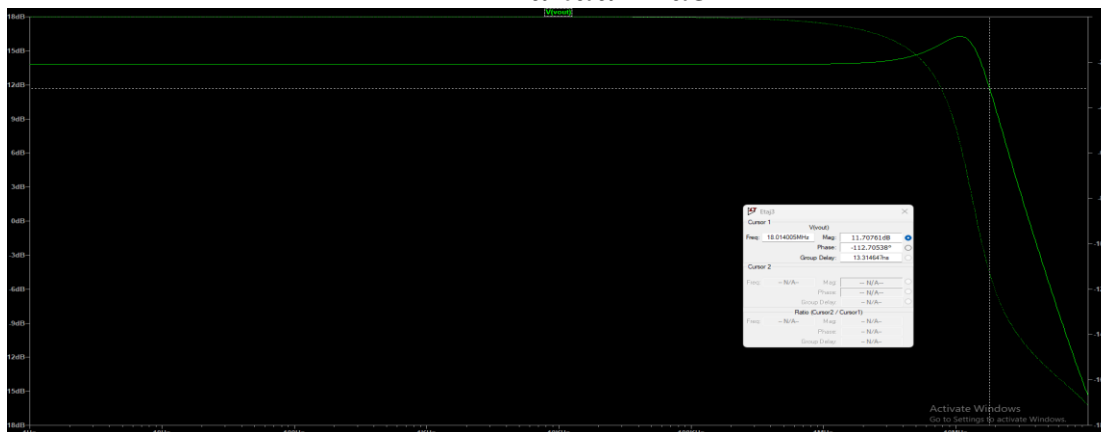 V(vout)
18dB
15dB
12dB
9dB
6dB
3dB
0dB
-3dB
-6dB
-9dB
12dB
15dB
18dB
Etaj3
Cursor 1
V(vout)
Freq: 18.014005MHz Mag: 11.70761dB
Phase: -112.70538°
Group Delay: 13.314647ns
Cursor 2
Freq: -- N/A-- Mag: -- N/A--
Phase: -- N/A--
Group Delay: -- N/A--
Ratio (Cursor2 / Cursor1)
Freq: -- N/A-- Mag: -- N/A--
Phase: -- N/A--
Group Delay: -- N/A--
Activate Windows
Go to Settings to activate Windows.